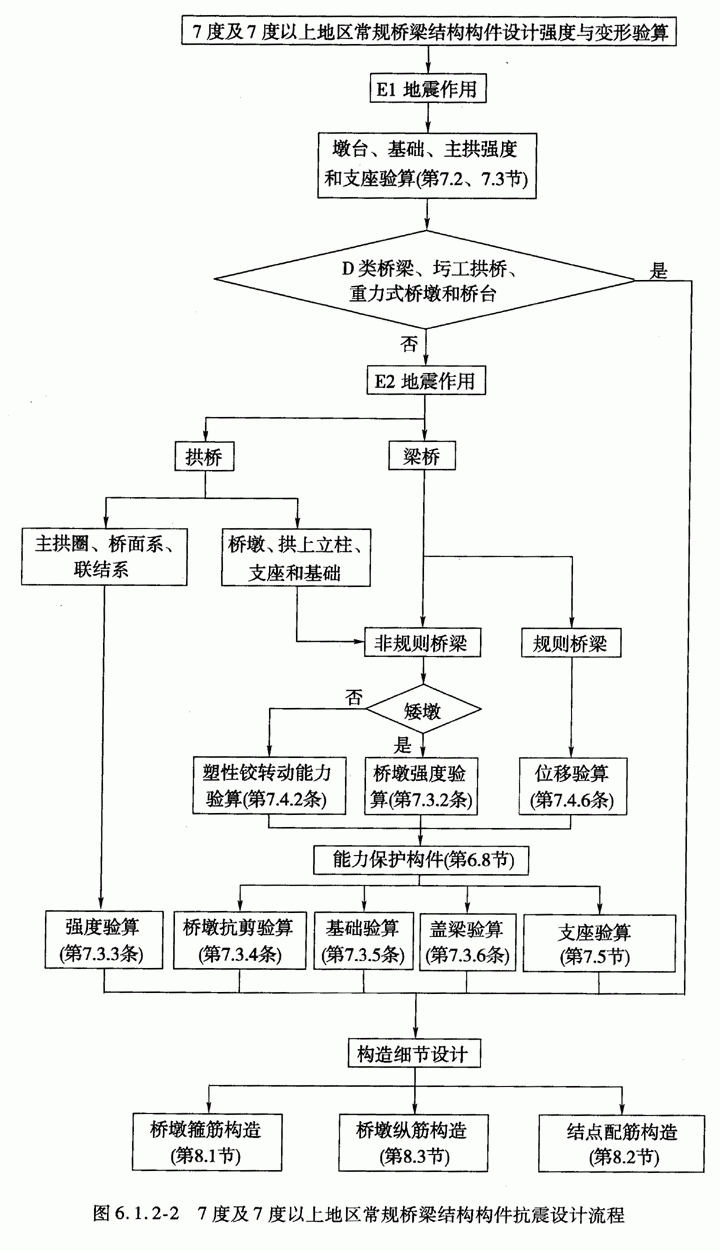 7度及7度以上地区常规桥梁结构构件设计强度与变形验算
E1地震作用
墩台、基础、主拱强度
和支座验算(第7.2、7.3节)
D类桥梁、圬工拱桥、
重力式桥墩和桥台
是
否
E2地震作用
拱桥
梁桥
主拱圈、桥面系、
联结系
桥墩、拱上立柱、
支座和基础
非规则桥梁
规则桥梁
否
矮墩
是
塑性铰转动能力
验算(第7.4.2条)
桥墩强度验
算(第7.3.2条)
位移验算
(第7.4.6条)
能力保护构件(第6.8节)
强度验算
(第7.3.3条)
桥墩抗剪验算
(第7.3.4条)
基础验算
(第7.3.5条)
盖梁验算
(第7.3.6条)
支座验算
(第7.5节)
构造细节设计
桥墩箍筋构造
(第8.1节)
桥墩纵筋构造
(第8.3节)
结点配筋构造
(第8.2节)
图6.1.2-2 7度及7度以上地区常规桥梁结构构件抗震设计流程